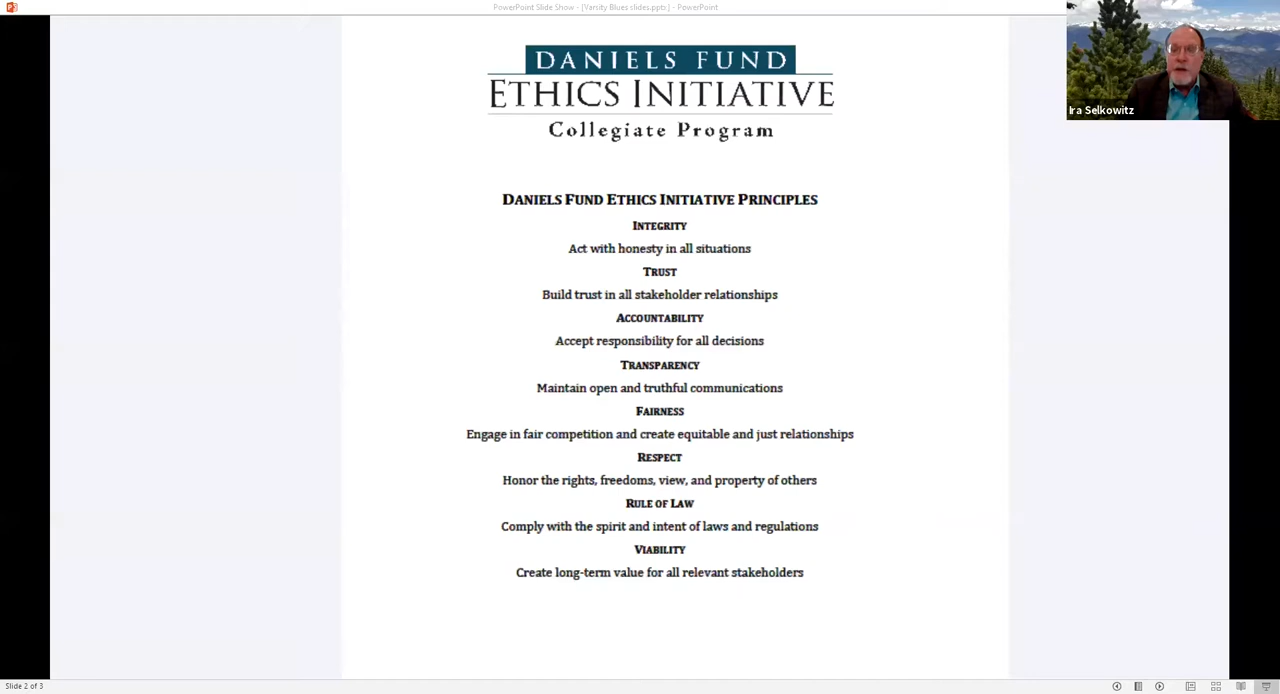 PowerPoint Slide Show - [Varsity Blues slides.pptx] - PowerPoint
Ira Selkowitz
DANIELS FUND
ETHICS INITIATIVE
Collegiate Program
DANIELS FUND ETHICS INITIATIVE PRINCIPLES
INTEGRITY
Act with honesty in all situations
TRUST
Build trust in all stakeholder relationships
ACCOUNTABILITY
Accept responsibility for all decisions
TRANSPARENCY
Maintain open and truthful communications
FAIRNESS
Engage in fair competition and create equitable and just relationships
RESPECT
Honor the rights, freedoms, view, and property of others
RULE OF LAW
Comply with the spirit and intent of laws and regulations
VIABILITY
Create long-term value for all relevant stakeholders
Slide 2 of 3